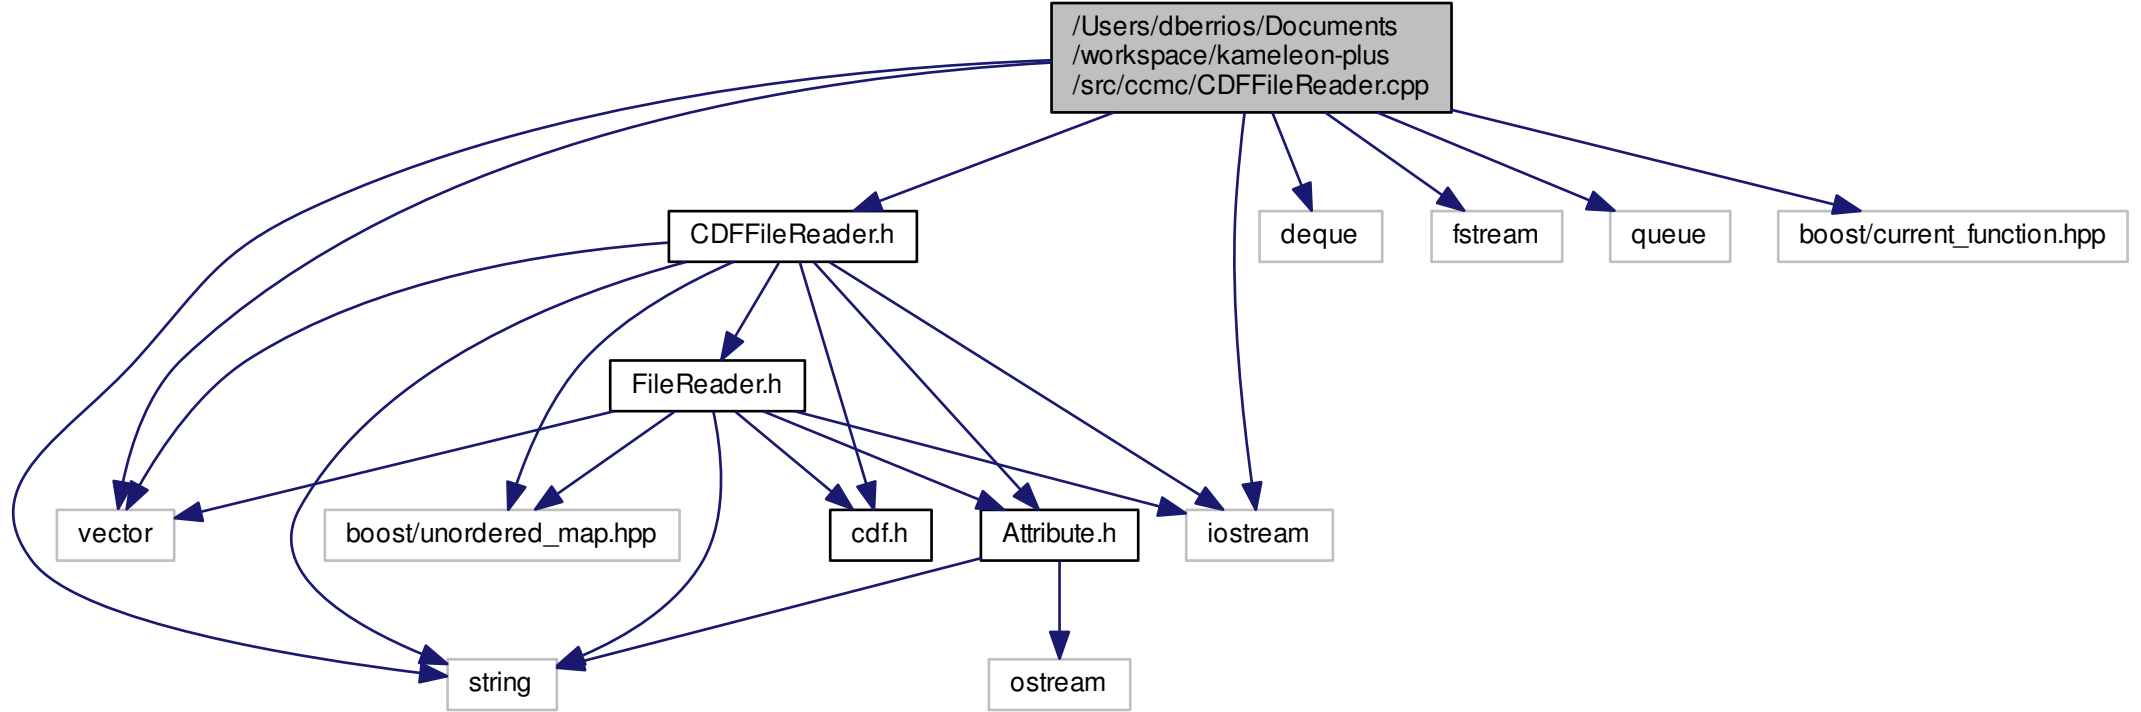 /Users/dberrios/Documents
/workspace/kameleon-plus
/src/ccmc/CDFFileReader.cpp
CDFFileReader.h
deque
fstream
queue
boost/current_function.hpp
FileReader.h
vector
boost/unordered_map.hpp
cdf.h
Attribute.h
iostream
string
ostream